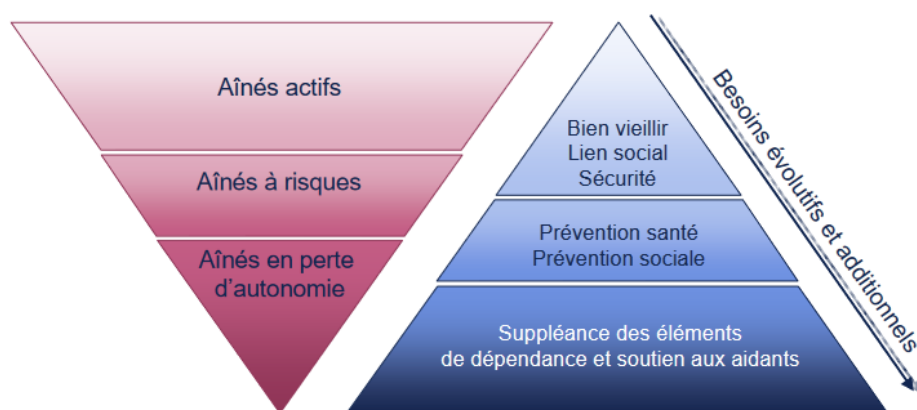 Aînés actifs
Aînés à risques
Aînés en perte
d'autonomie
Bien vieillir
Lien social
Sécurité
Prévention santé
Prévention sociale
Suppléance des éléments
de dépendance et soutien aux aidants
Besoins évolutifs et additionnels